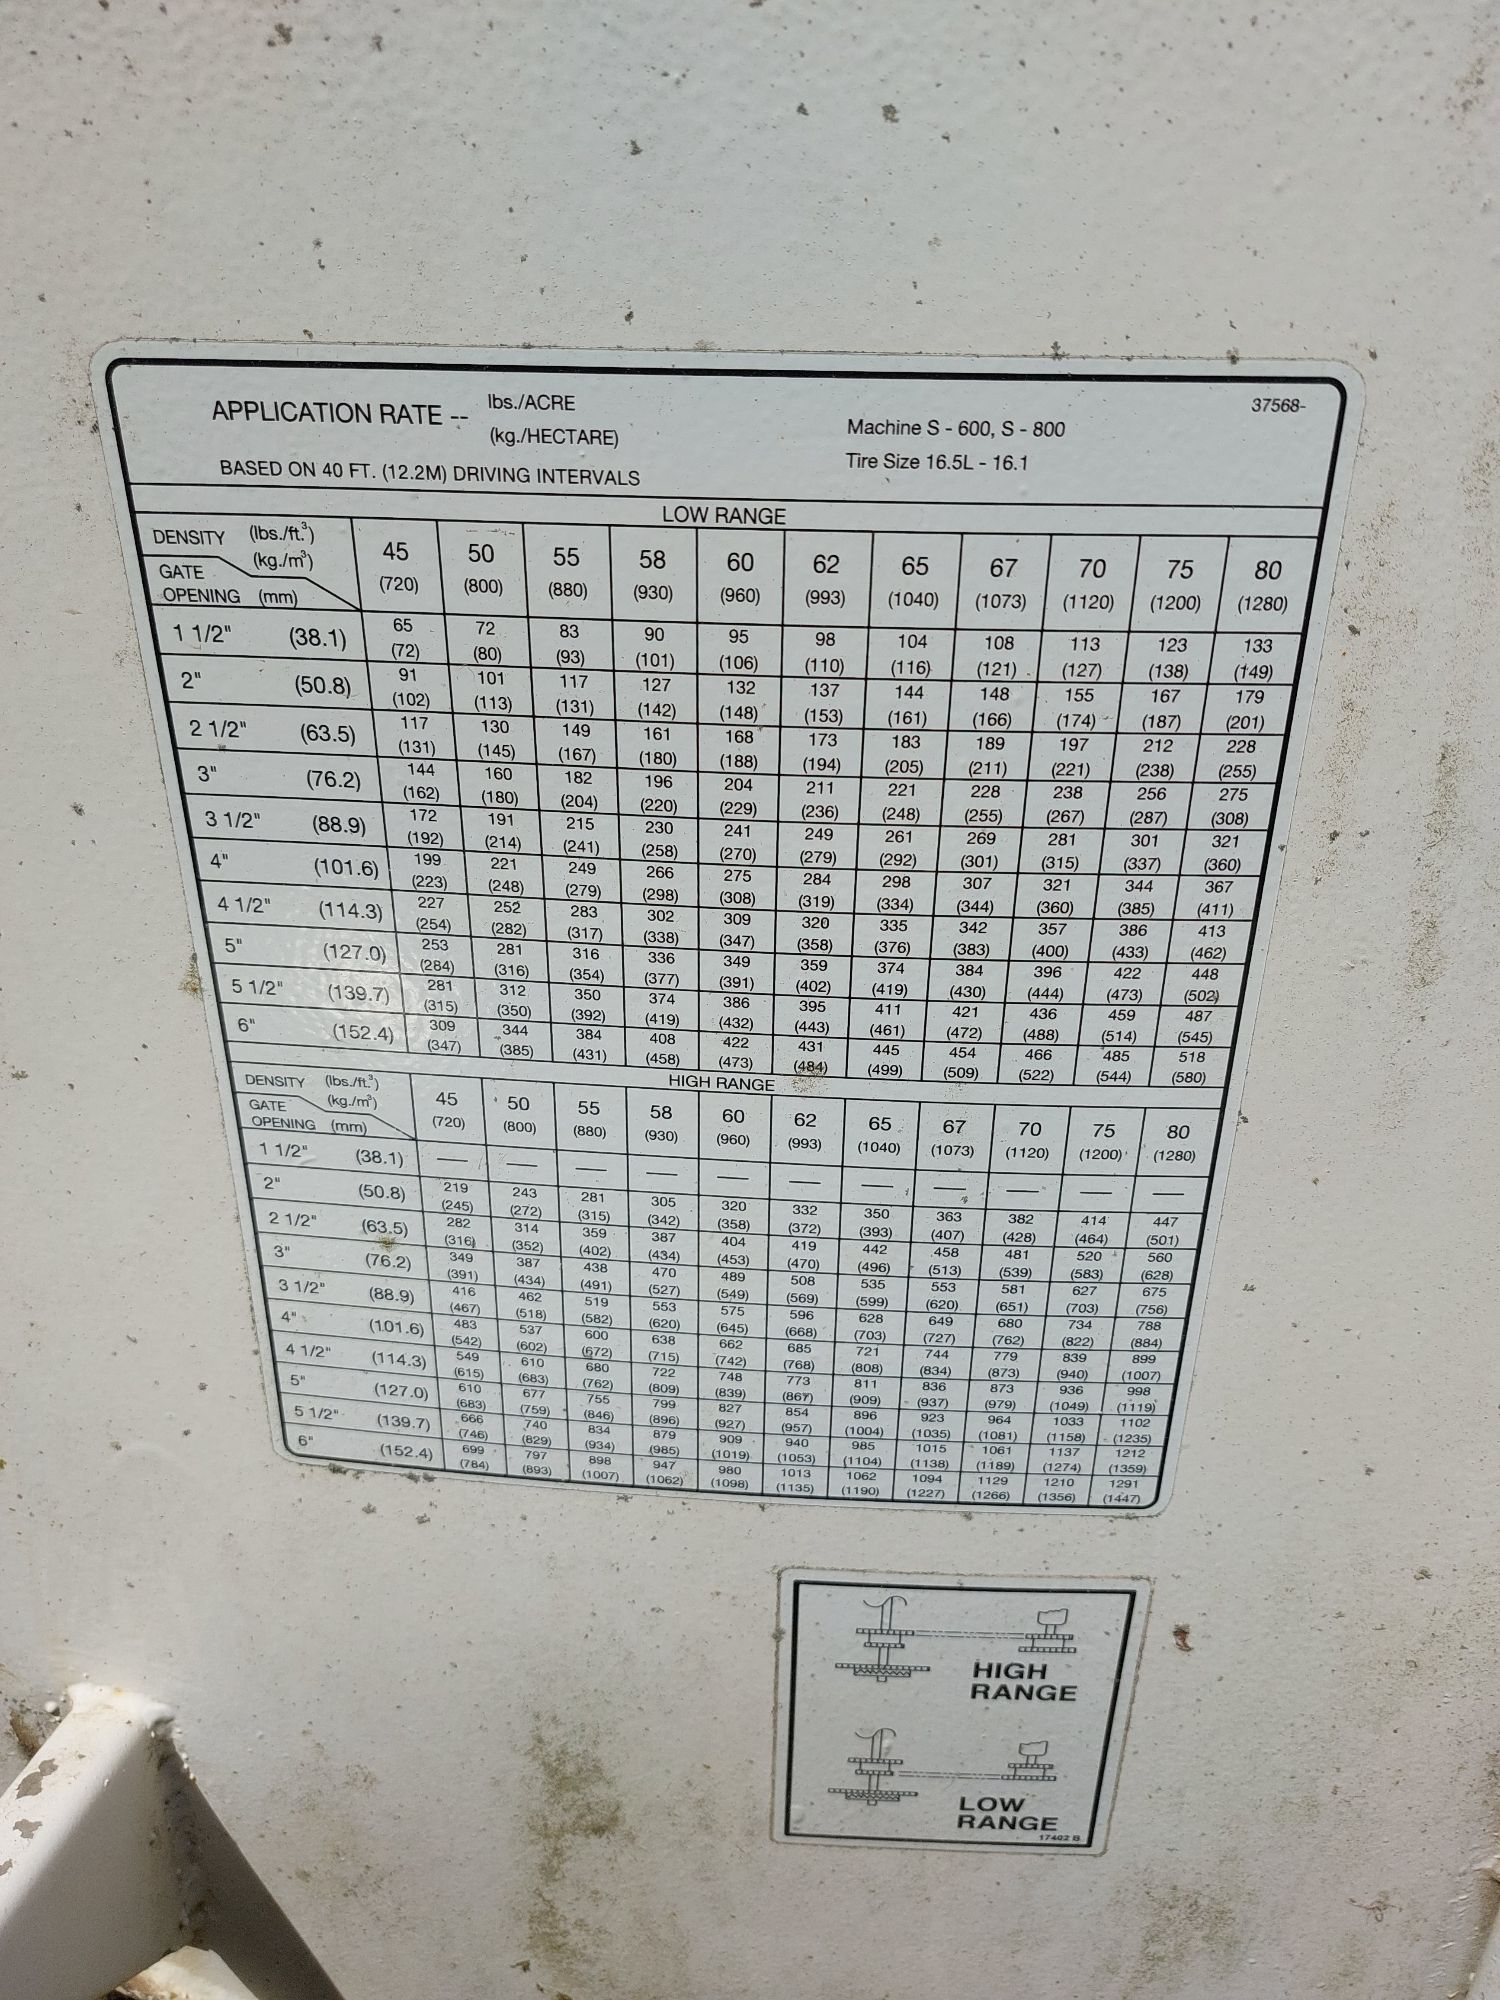 APPLICATION RATE -- lbs./ACRE
(kg./HECTARE)
BASED ON 40 FT. (12.2M) DRIVING INTERVALS
Machine S - 600, S - 800
Tire Size 16.5L - 16.1
37568-
LOW RANGE
DENSITY (lbs./ft.³) 45 50 55 58 60 62 65 67 70 75 80
(kg./m³) (720) (800) (880) (930) (960) (993) (1040) (1073) (1120) (1200) (1280)
GATE
OPENING (mm)
1 1/2" (38.1) 65 72 83 90 95 98 104 108 113 123 133
(72) (80) (93) (101) (106) (110) (116) (121) (127) (138) (149)
2" (50.8) 91 101 117 127 132 137 144 148 155 167 179
(102) (113) (131) (142) (148) (153) (161) (166) (174) (187) (201)
2 1/2" (63.5) 117 130 149 161 168 173 183 189 197 212 228
(131) (145) (167) (180) (188) (194) (205) (211) (221) (238) (255)
3" (76.2) 144 160 182 196 204 211 221 228 238 256 275
(162) (180) (204) (220) (229) (236) (248) (255) (267) (287) (308)
3 1/2" (88.9) 172 191 215 230 241 249 261 269 281 301 321
(192) (214) (241) (258) (270) (279) (292) (301) (315) (337) (360)
4" (101.6) 199 221 249 266 275 284 298 307 321 344 367
(223) (248) (279) (298) (308) (319) (334) (344) (360) (385) (411)
4 1/2" (114.3) 227 252 283 302 309 320 335 342 357 386 413
(254) (282) (317) (338) (347) (358) (376) (383) (400) (433) (462)
5" (127.0) 253 281 316 336 349 359 374 384 396 422 448
(284) (316) (354) (377) (391) (402) (419) (430) (444) (473) (502)
5 1/2" (139.7) 281 312 350 374 386 395 411 421 436 459 487
(315) (350) (392) (419) (432) (443) (461) (472) (488) (514) (545)
6" (152.4) 309 344 384 408 422 431 445 454 466 485 518
(347) (385) (431) (458) (473) (484) (499) (509) (522) (544) (580)
HIGH RANGE
DENSITY (lbs./ft.³) 45 50 55 58 60 62 65 67 70 75 80
(kg./m³) (720) (800) (880) (930) (960) (993) (1040) (1073) (1120) (1200) (1280)
GATE
OPENING (mm)
1 1/2" (38.1) — — — — — — — — — — —
2" (50.8) 219 243 281 305 320 332 350 363 382 414 447
(245) (272) (315) (342) (358) (372) (393) (407) (428) (464) (501)
2 1/2" (63.5) 282 314 359 387 404 419 442 458 481 520 560
(316) (352) (402) (434) (453) (470) (496) (513) (539) (583) (628)
3" (76.2) 349 387 438 470 489 508 535 553 581 627 675
(391) (434) (491) (527) (549) (569) (599) (620) (651) (703) (756)
3 1/2" (88.9) 416 462 519 553 575 596 628 649 680 734 788
(467) (518) (582) (620) (645) (668) (703) (727) (762) (822) (884)
4" (101.6) 483 537 600 638 662 685 721 744 779 839 899
(542) (602) (672) (715) (742) (768) (808) (834) (873) (940) (1007)
4 1/2" (114.3) 549 610 680 722 748 773 811 836 873 936 998
(615) (683) (762) (809) (839) (867) (909) (937) (979) (1049) (1119)
5" (127.0) 610 677 755 799 827 854 896 923 964 1033 1102
(683) (759) (846) (896) (927) (957) (1004) (1035) (1081) (1158) (1235)
5 1/2" (139.7) 666 740 834 879 909 940 985 1015 1061 1137 1212
(746) (829) (934) (985) (1019) (1053) (1104) (1138) (1189) (1274) (1359)
6" (152.4) 699 797 898 947 980 1013 1062 1094 1129 1210 1291
(784) (893) (1007) (1062) (1098) (1135) (1190) (1227) (1266) (1356) (1447)
HIGH
RANGE
LOW
RANGE
17402 B